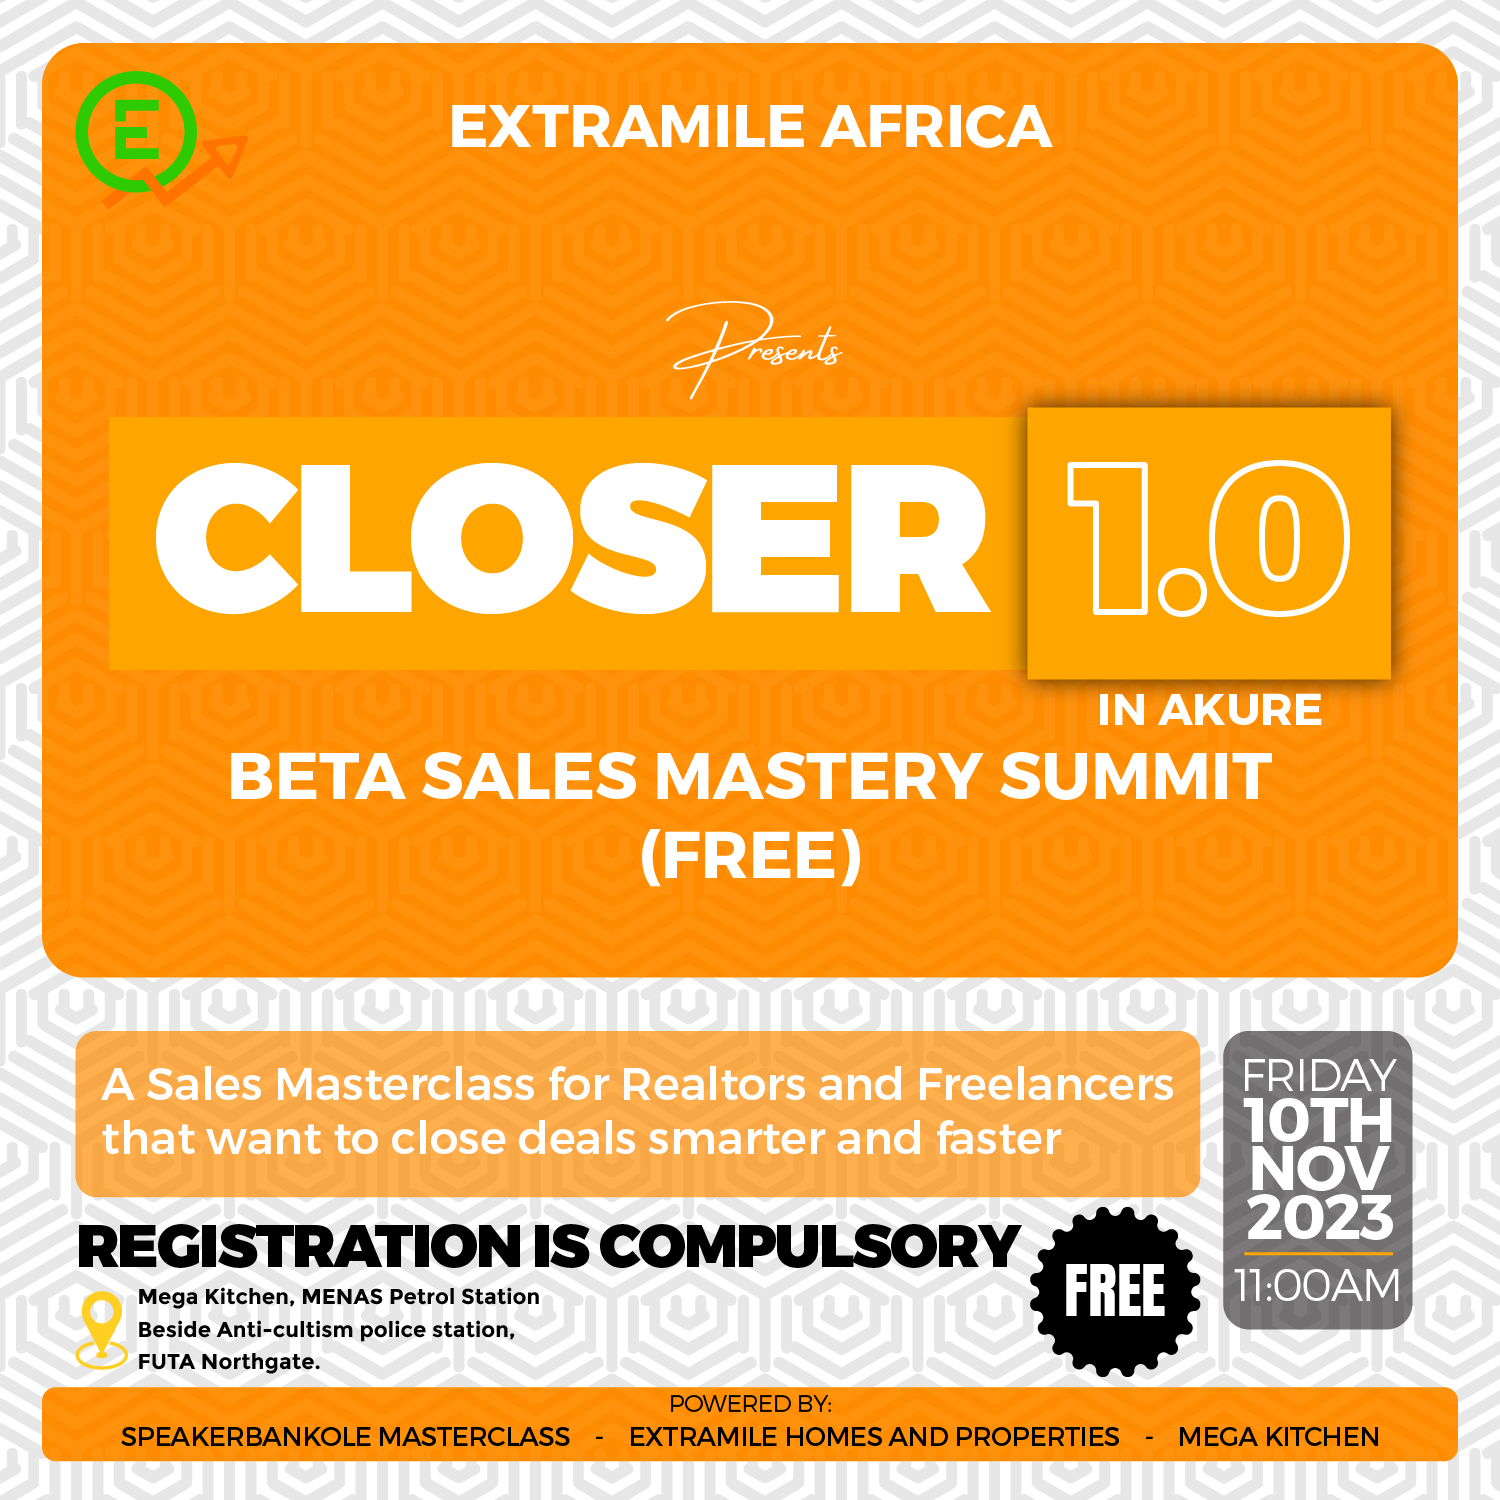 E
EXTRAMILE AFRICA
Presents
CLOSER 1.0
IN AKURE
BETA SALES MASTERY SUMMIT
(FREE)
A Sales Masterclass for Realtors and Freelancers
that want to close deals smarter and faster
FRIDAY
10TH
NOV
2023
11:00AM
REGISTRATION IS COMPULSORY
Mega Kitchen, MENAS Petrol Station
Beside Anti-cultism police station,
FUTA Northgate.
FREE
POWERED BY:
SPEAKERBANKOLE MASTERCLASS - EXTRAMILE HOMES AND PROPERTIES - MEGA KITCHEN